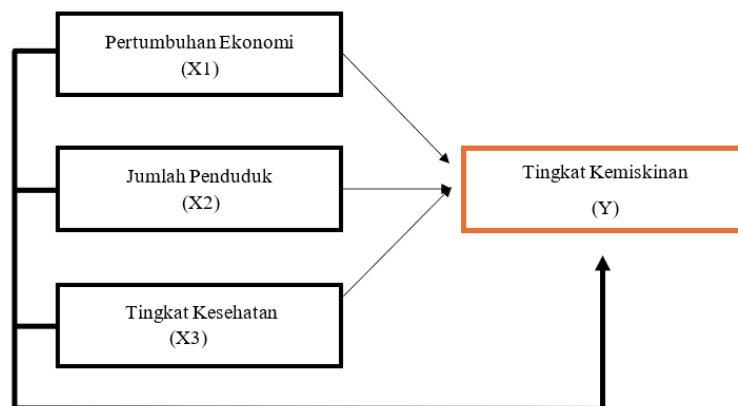 Pertumbuhan Ekonomi
(X1)
Jumlah Penduduk
(X2)
Tingkat Kesehatan
(X3)
Tingkat Kemiskinan
(Y)